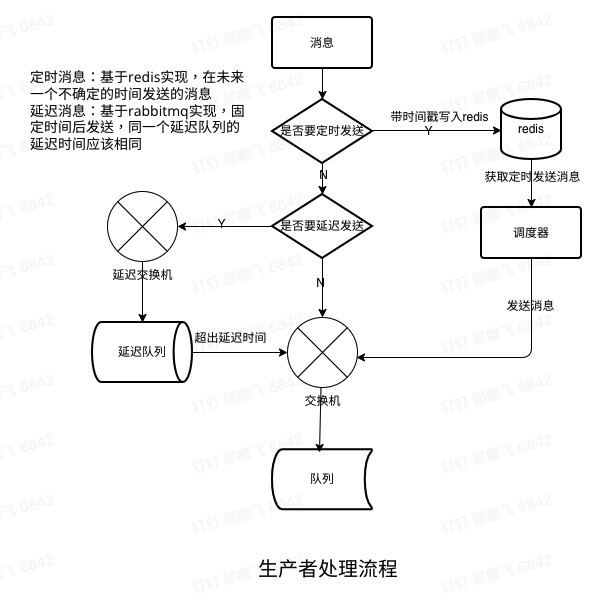 消息
定时消息：基于redis实现，在未来
一个不确定的时间发送的消息
延迟消息：基于rabbitmq实现，固
定时间后发送，同一个延迟队列的
延迟时间应该相同
是否要定时发送
带时间戳写入redis
Y
redis
获取定时发送消息
N
是否要延迟发送
Y
调度器
延迟交换机
N
发送消息
延迟队列
超出延迟时间
交换机
队列
生产者处理流程
钉钉 邱鹏飞 6842